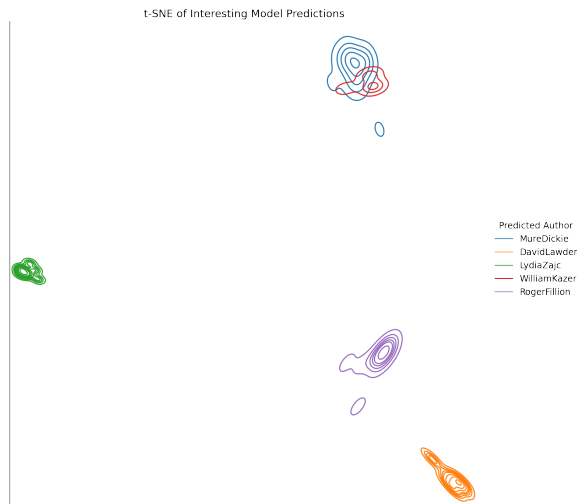 t-SNE of Interesting Model Predictions
Predicted Author
MureDickie
DavidLawder
LydiaZajc
WilliamKazer
RogerFillion